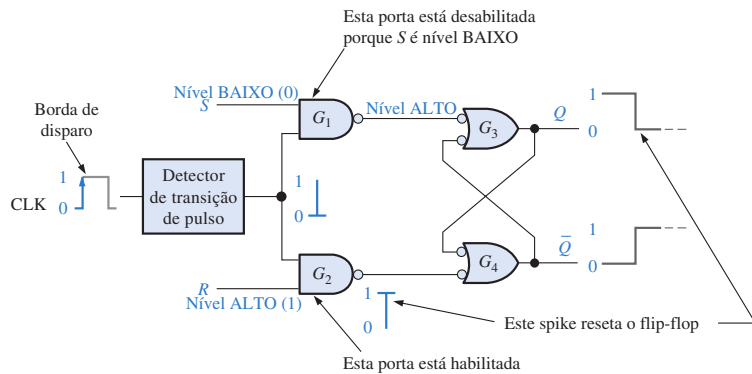 Esta porta está desabilitada
porque S é nível BAIXO
Nível BAIXO (0)
S
G1
Nível ALTO
G3
Q
1
0
Borda de
disparo
1
0
CLK
Detector
de transição
de pulso
1
0
G2
R
Nível ALTO (1)
1
0
G4
Q̅
1
0
Este spike reseta o flip-flop
Esta porta está habilitada